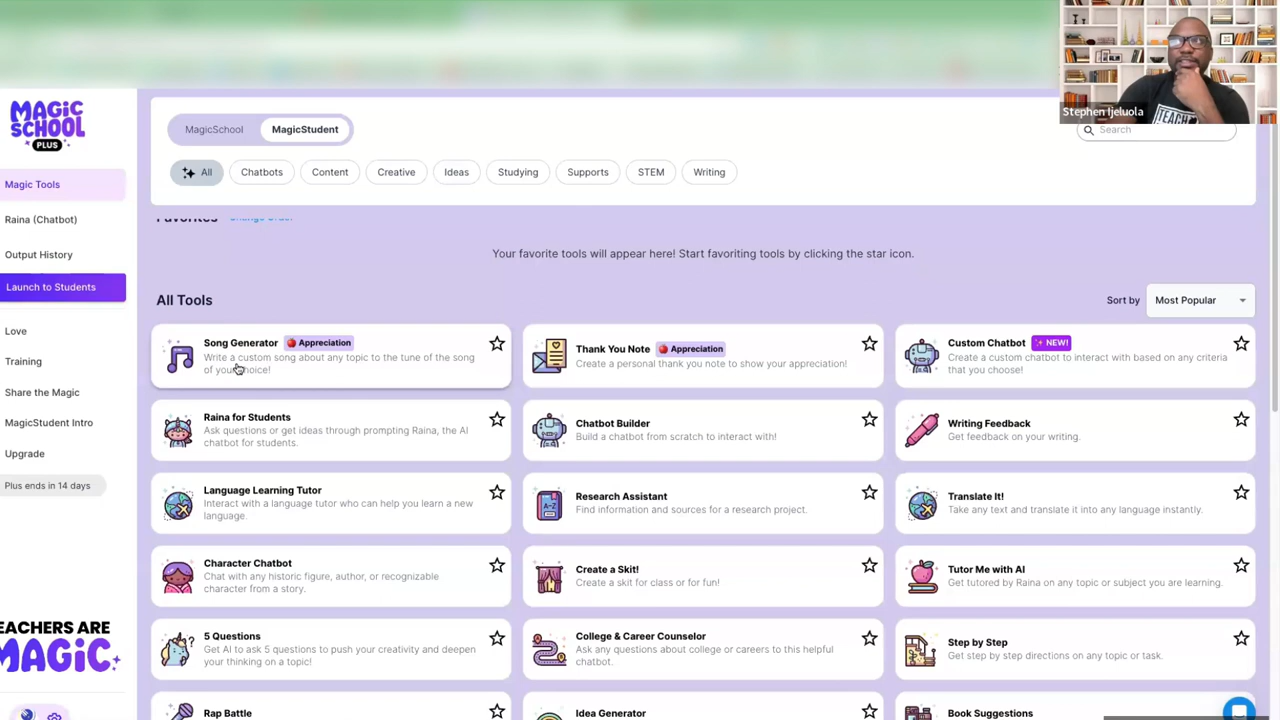 Stephen Ijeluola
TEACH
MAGIC
SCHOOL
PLUS
MagicSchool
MagicStudent
Search
All
Chatbots
Content
Creative
Ideas
Studying
Supports
STEM
Writing
Magic Tools
Raina (Chatbot)
Output History
Launch to Students
Love
Training
Share the Magic
MagicStudent Intro
Upgrade
Plus ends in 14 days
EACHERS ARE
MAGiC
Favorites
Change Order
Your favorite tools will appear here! Start favoriting tools by clicking the star icon.
All Tools
Sort by
Most Popular
Song Generator
Appreciation
Write a custom song about any topic to the tune of the song
of your choice!
Thank You Note
Appreciation
Create a personal thank you note to show your appreciation!
Custom Chatbot
NEW!
Create a custom chatbot to interact with based on any criteria
that you choose!
Raina for Students
Ask questions or get ideas through prompting Raina, the AI
chatbot for students.
Chatbot Builder
Build a chatbot from scratch to interact with!
Writing Feedback
Get feedback on your writing.
Language Learning Tutor
Interact with a language tutor who can help you learn a new
language.
Research Assistant
Find information and sources for a research project.
Translate It!
Take any text and translate it into any language instantly.
Character Chatbot
Chat with any historic figure, author, or recognizable
character from a story.
Create a Skit!
Create a skit for class or for fun!
Tutor Me with AI
Get tutored by Raina on any topic or subject you are learning.
5 Questions
Get AI to ask 5 questions to push your creativity and deepen
your thinking on a topic!
College & Career Counselor
Ask any questions about college or careers to this helpful
chatbot.
Step by Step
Get step by step directions on any topic or task.
Rap Battle
Idea Generator
Book Suggestions